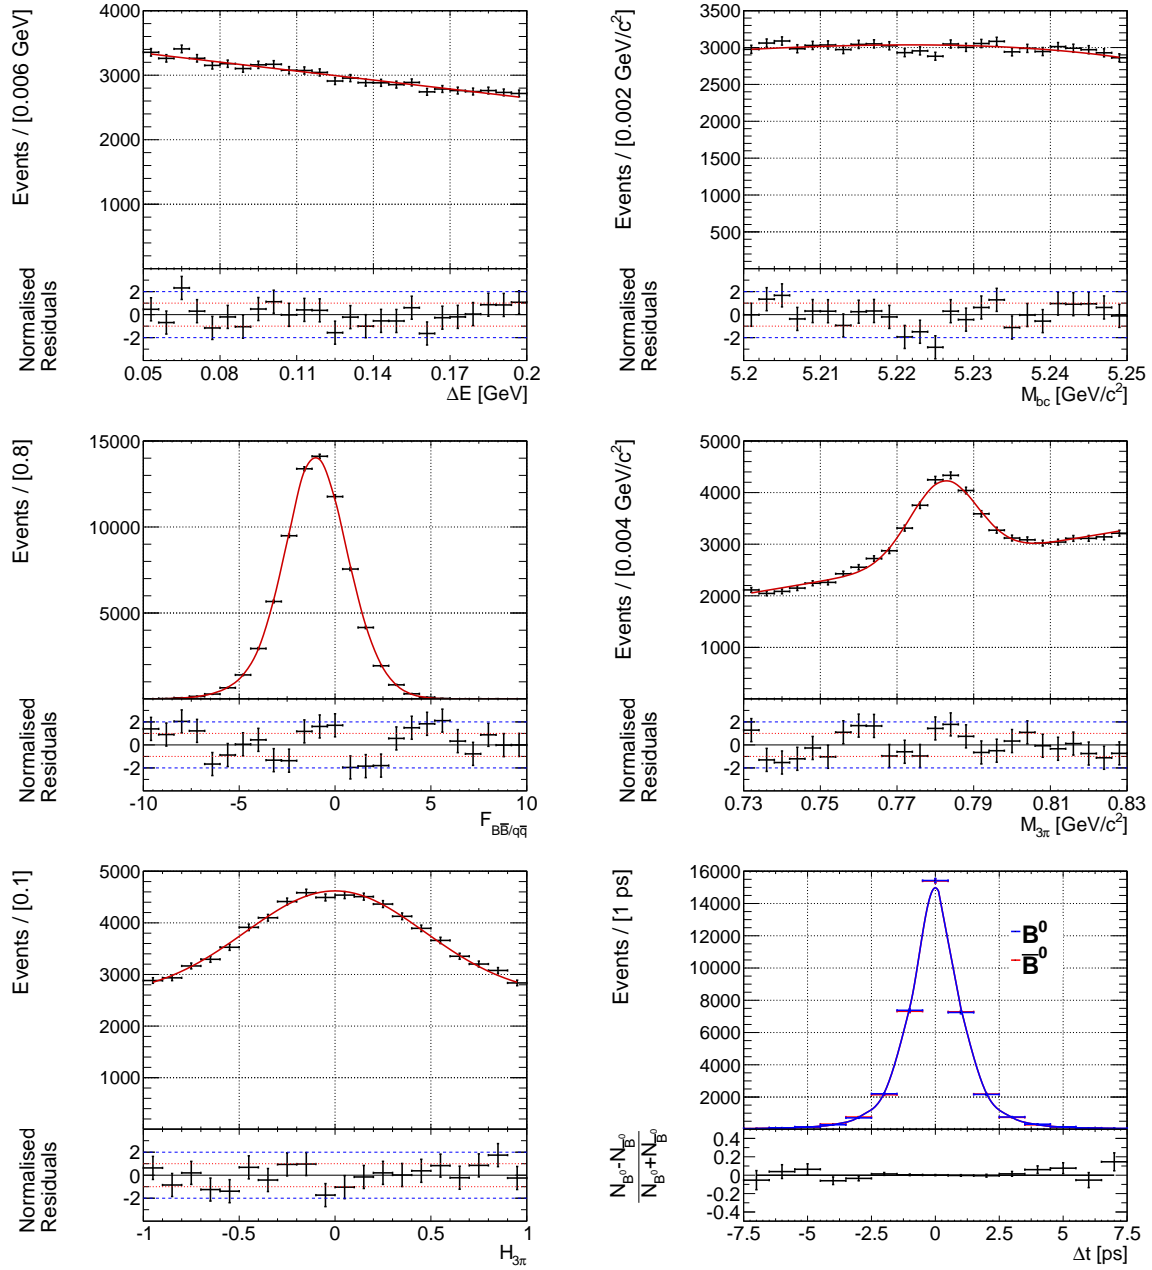 Events / [0.006 GeV]
4000
3000
2000
1000
Normalised
Residuals
2
0
-2
0.05 0.08 0.11 0.14 0.17 0.2
ΔE [GeV]
Events / [0.002 GeV/c²]
3500
3000
2500
2000
1500
1000
500
Normalised
Residuals
2
0
-2
5.2 5.21 5.22 5.23 5.24 5.25
M_bc [GeV/c²]
Events / [0.8]
15000
10000
5000
Normalised
Residuals
2
0
-2
-10 -5 0 5 10
F_BB̅/qq̅
Events / [0.004 GeV/c²]
5000
4000
3000
2000
1000
Normalised
Residuals
2
0
-2
0.73 0.75 0.77 0.79 0.81 0.83
M_3π [GeV/c²]
Events / [0.1]
5000
4000
3000
2000
1000
Normalised
Residuals
2
0
-2
-1 -0.5 0 0.5 1
H_3π
Events / [1 ps]
16000
14000
12000
10000
8000
6000
4000
2000
B⁰
B̅⁰
N_B⁰-N_B̅⁰
N_B⁰+N_B̅⁰
0.4
0.2
0
-0.2
-0.4
-7.5 -5 -2.5 0 2.5 5 7.5
Δt [ps]